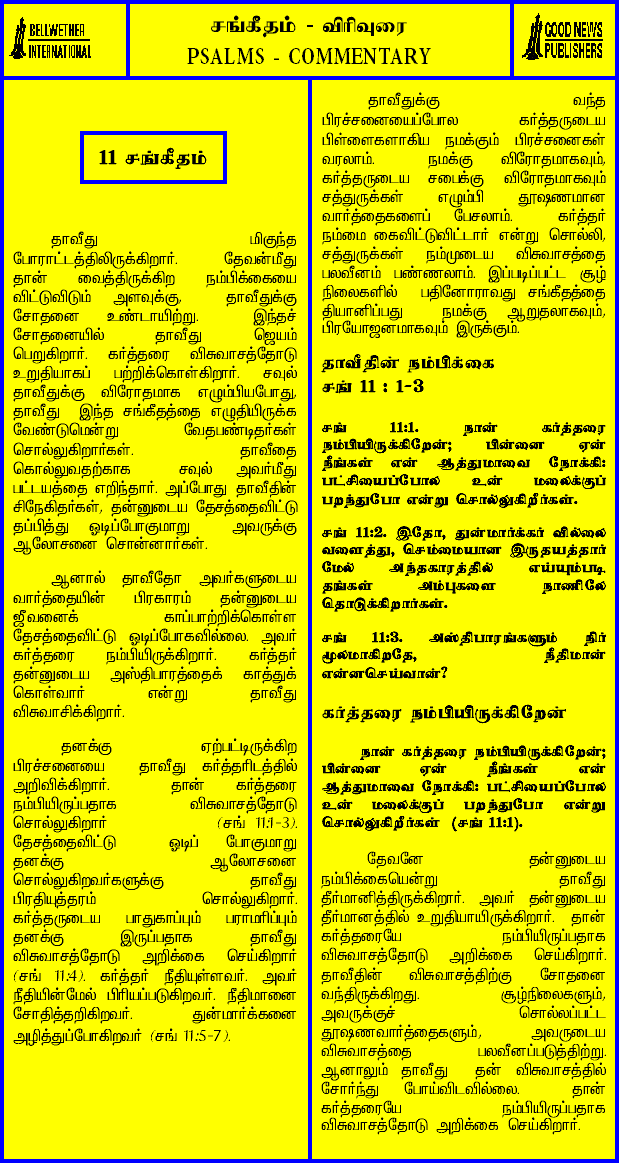 BELLWETHER
INTERNATIONAL
சங்கீதம் - விரிவுரை
PSALMS - COMMENTARY
GOOD NEWS
PUBLISHERS
11 சங்கீதம்
தாவீது மிகுந்த
போராட்டத்திலிருக்கிறார். தேவன்மீது
தான் வைத்திருக்கிற நம்பிக்கையை
விட்டுவிடும் அளவுக்கு, தாவீதுக்கு
சோதனை உண்டாயிற்று. இந்தச்
சோதனையில் தாவீது ஜெயம்
பெறுகிறார். கர்த்தரை விசுவாசத்தோடு
உறுதியாகப் பற்றிக்கொள்கிறார். சவுல்
தாவீதுக்கு விரோதமாக எழும்பியபோது,
தாவீது இந்த சங்கீதத்தை எழுதியிருக்க
வேண்டுமென்று வேதபண்டிதர்கள்
சொல்லுகிறார்கள். தாவீதை
கொல்லுவதற்காக சவுல் அவர்மீது
பட்டயத்தை எறிந்தார். அப்போது தாவீதின்
சிநேகிதர்கள், தன்னுடைய தேசத்தைவிட்டு
தப்பித்து ஓடிப்போகுமாறு அவருக்கு
ஆலோசனை சொன்னார்கள்.
ஆனால் தாவீதோ அவர்களுடைய
வார்த்தையின் பிரகாரம் தன்னுடைய
ஜீவனைக் காப்பாற்றிக்கொள்ள
தேசத்தைவிட்டு ஓடிப்போகவில்லை. அவர்
கர்த்தரை நம்பியிருக்கிறார். கர்த்தர்
தன்னுடைய அஸ்திபாரத்தைக் காத்துக்
கொள்வார் என்று தாவீது
விசுவாசிக்கிறார்.
தனக்கு ஏற்பட்டிருக்கிற
பிரச்சனையை தாவீது கர்த்தரிடத்தில்
அறிவிக்கிறார். தான் கர்த்தரை
நம்பியிருப்பதாக விசுவாசத்தோடு
சொல்லுகிறார் (சங் 11:1-3).
தேசத்தைவிட்டு ஓடிப் போகுமாறு
தனக்கு ஆலோசனை
சொல்லுகிறவர்களுக்கு தாவீது
பிரதியுத்தரம் சொல்லுகிறார்.
கர்த்தருடைய பாதுகாப்பும் பராமரிப்பும்
தனக்கு இருப்பதாக தாவீது
விசுவாசத்தோடு அறிக்கை செய்கிறார்
(சங் 11:4). கர்த்தர் நீதியுள்ளவர். அவர்
நீதியின்மேல் பிரியப்படுகிறவர். நீதிமானை
சோதித்தறிகிறவர். துன்மார்க்கனை
அழித்துப்போகிறவர் (சங் 11:5-7).
தாவீதுக்கு வந்த
பிரச்சனையைப்போல கர்த்தருடைய
பிள்ளைகளாகிய நமக்கும் பிரச்சனைகள்
வரலாம். நமக்கு விரோதமாகவும்,
கர்த்தருடைய சபைக்கு விரோதமாகவும்
சத்துருக்கள் எழும்பி தூஷணமான
வார்த்தைகளைப் பேசலாம். கர்த்தர்
நம்மை கைவிட்டுவிட்டார் என்று சொல்லி,
சத்துருக்கள் நம்முடைய விசுவாசத்தை
பலவீனம் பண்ணலாம். இப்படிப்பட்ட சூழ்
நிலைகளில் பதினோராவது சங்கீதத்தை
தியானிப்பது நமக்கு ஆறுதலாகவும்,
பிரயோஜனமாகவும் இருக்கும்.
தாவீதின் நம்பிக்கை
சங் 11 : 1-3
சங் 11:1. நான் கர்த்தரை
நம்பியிருக்கிறேன்; பின்னை ஏன்
நீங்கள் என் ஆத்துமாவை நோக்கி:
பட்சியைப்போல உன் மலைக்குப்
பறந்துபோ என்று சொல்லுகிறீர்கள்.
சங் 11:2. இதோ, துன்மார்க்கர் வில்லை
வளைத்து, செம்மையான இருதயத்தார்
மேல் அந்தகாரத்தில் எய்யும்படி
தங்கள் அம்புகளை நாணிலே
தொடுக்கிறார்கள்.
சங் 11:3. அஸ்திபாரங்களும் நிர்
மூலமாகிறதே, நீதிமான்
என்னசெய்வான்?
கர்த்தரை நம்பியிருக்கிறேன்
நான் கர்த்தரை நம்பியிருக்கிறேன்;
பின்னை ஏன் நீங்கள் என்
ஆத்துமாவை நோக்கி: பட்சியைப்போல
உன் மலைக்குப் பறந்துபோ என்று
சொல்லுகிறீர்கள் (சங் 11:1).
தேவனே தன்னுடைய
நம்பிக்கையென்று தாவீது
தீர்மானித்திருக்கிறார். அவர் தன்னுடைய
தீர்மானத்தில் உறுதியாயிருக்கிறார். தான்
கர்த்தரையே நம்பியிருப்பதாக
விசுவாசத்தோடு அறிக்கை செய்கிறார்.
தாவீதின் விசுவாசத்திற்கு சோதனை
வந்திருக்கிறது. சூழ்நிலைகளும்,
அவருக்குச் சொல்லப்பட்ட
தூஷணவார்த்தைகளும், அவருடைய
விசுவாசத்தை பலவீனப்படுத்திற்று.
ஆனாலும் தாவீது தன் விசுவாசத்தில்
சோர்ந்து போய்விடவில்லை. தான்
கர்த்தரையே நம்பியிருப்பதாக
விசுவாசத்தோடு அறிக்கை செய்கிறார்.